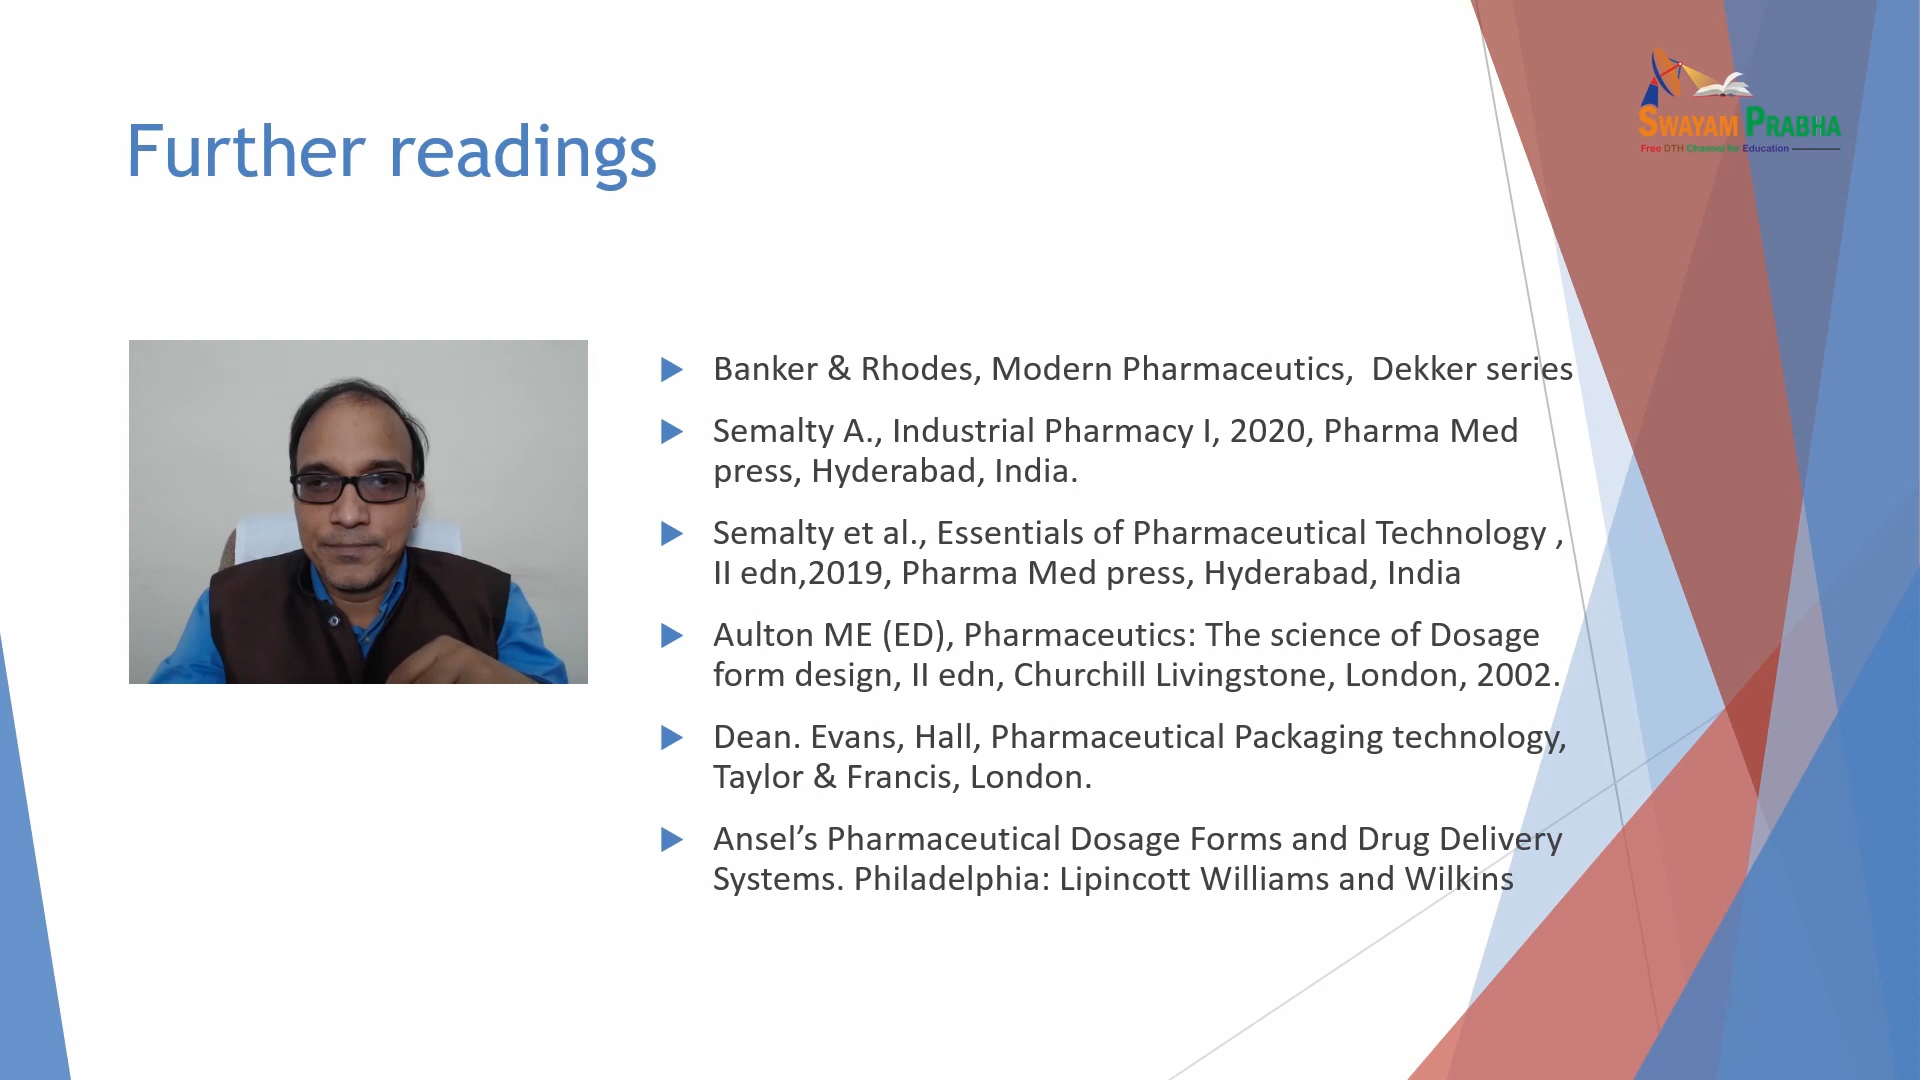 SWAYAM PRABHA
Free DTH Channel for Education
Further readings
Banker & Rhodes, Modern Pharmaceutics,  Dekker series
Semalty A., Industrial Pharmacy I, 2020, Pharma Med
press, Hyderabad, India.
Semalty et al., Essentials of Pharmaceutical Technology ,
II edn,2019, Pharma Med press, Hyderabad, India
Aulton ME (ED), Pharmaceutics: The science of Dosage
form design, II edn, Churchill Livingstone, London, 2002.
Dean. Evans, Hall, Pharmaceutical Packaging technology,
Taylor & Francis, London.
Ansel’s Pharmaceutical Dosage Forms and Drug Delivery
Systems. Philadelphia: Lipincott Williams and Wilkins